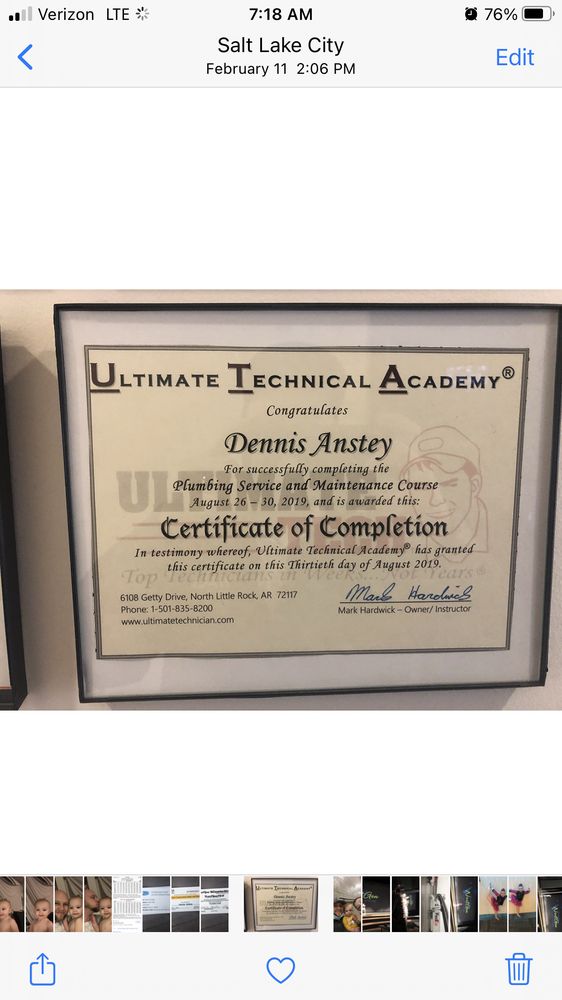 Verizon LTE 7:18 AM 76%
Salt Lake City
February 11 2:06 PM
Edit
ULTIMATE TECHNICAL ACADEMY®
Congratulates
Dennis Anstey
For successfully completing the
Plumbing Service and Maintenance Course
August 26 – 30, 2019, and is awarded this:
Certificate of Completion
In testimony whereof, Ultimate Technical Academy® has granted
this certificate on this Thirtieth day of August 2019.
Top Technicians in Weeks...Not Years®
6108 Getty Drive, North Little Rock, AR 72117
Phone: 1-501-835-8200
www.ultimatetechnician.com
Mark Hardwick
Mark Hardwick – Owner/ Instructor